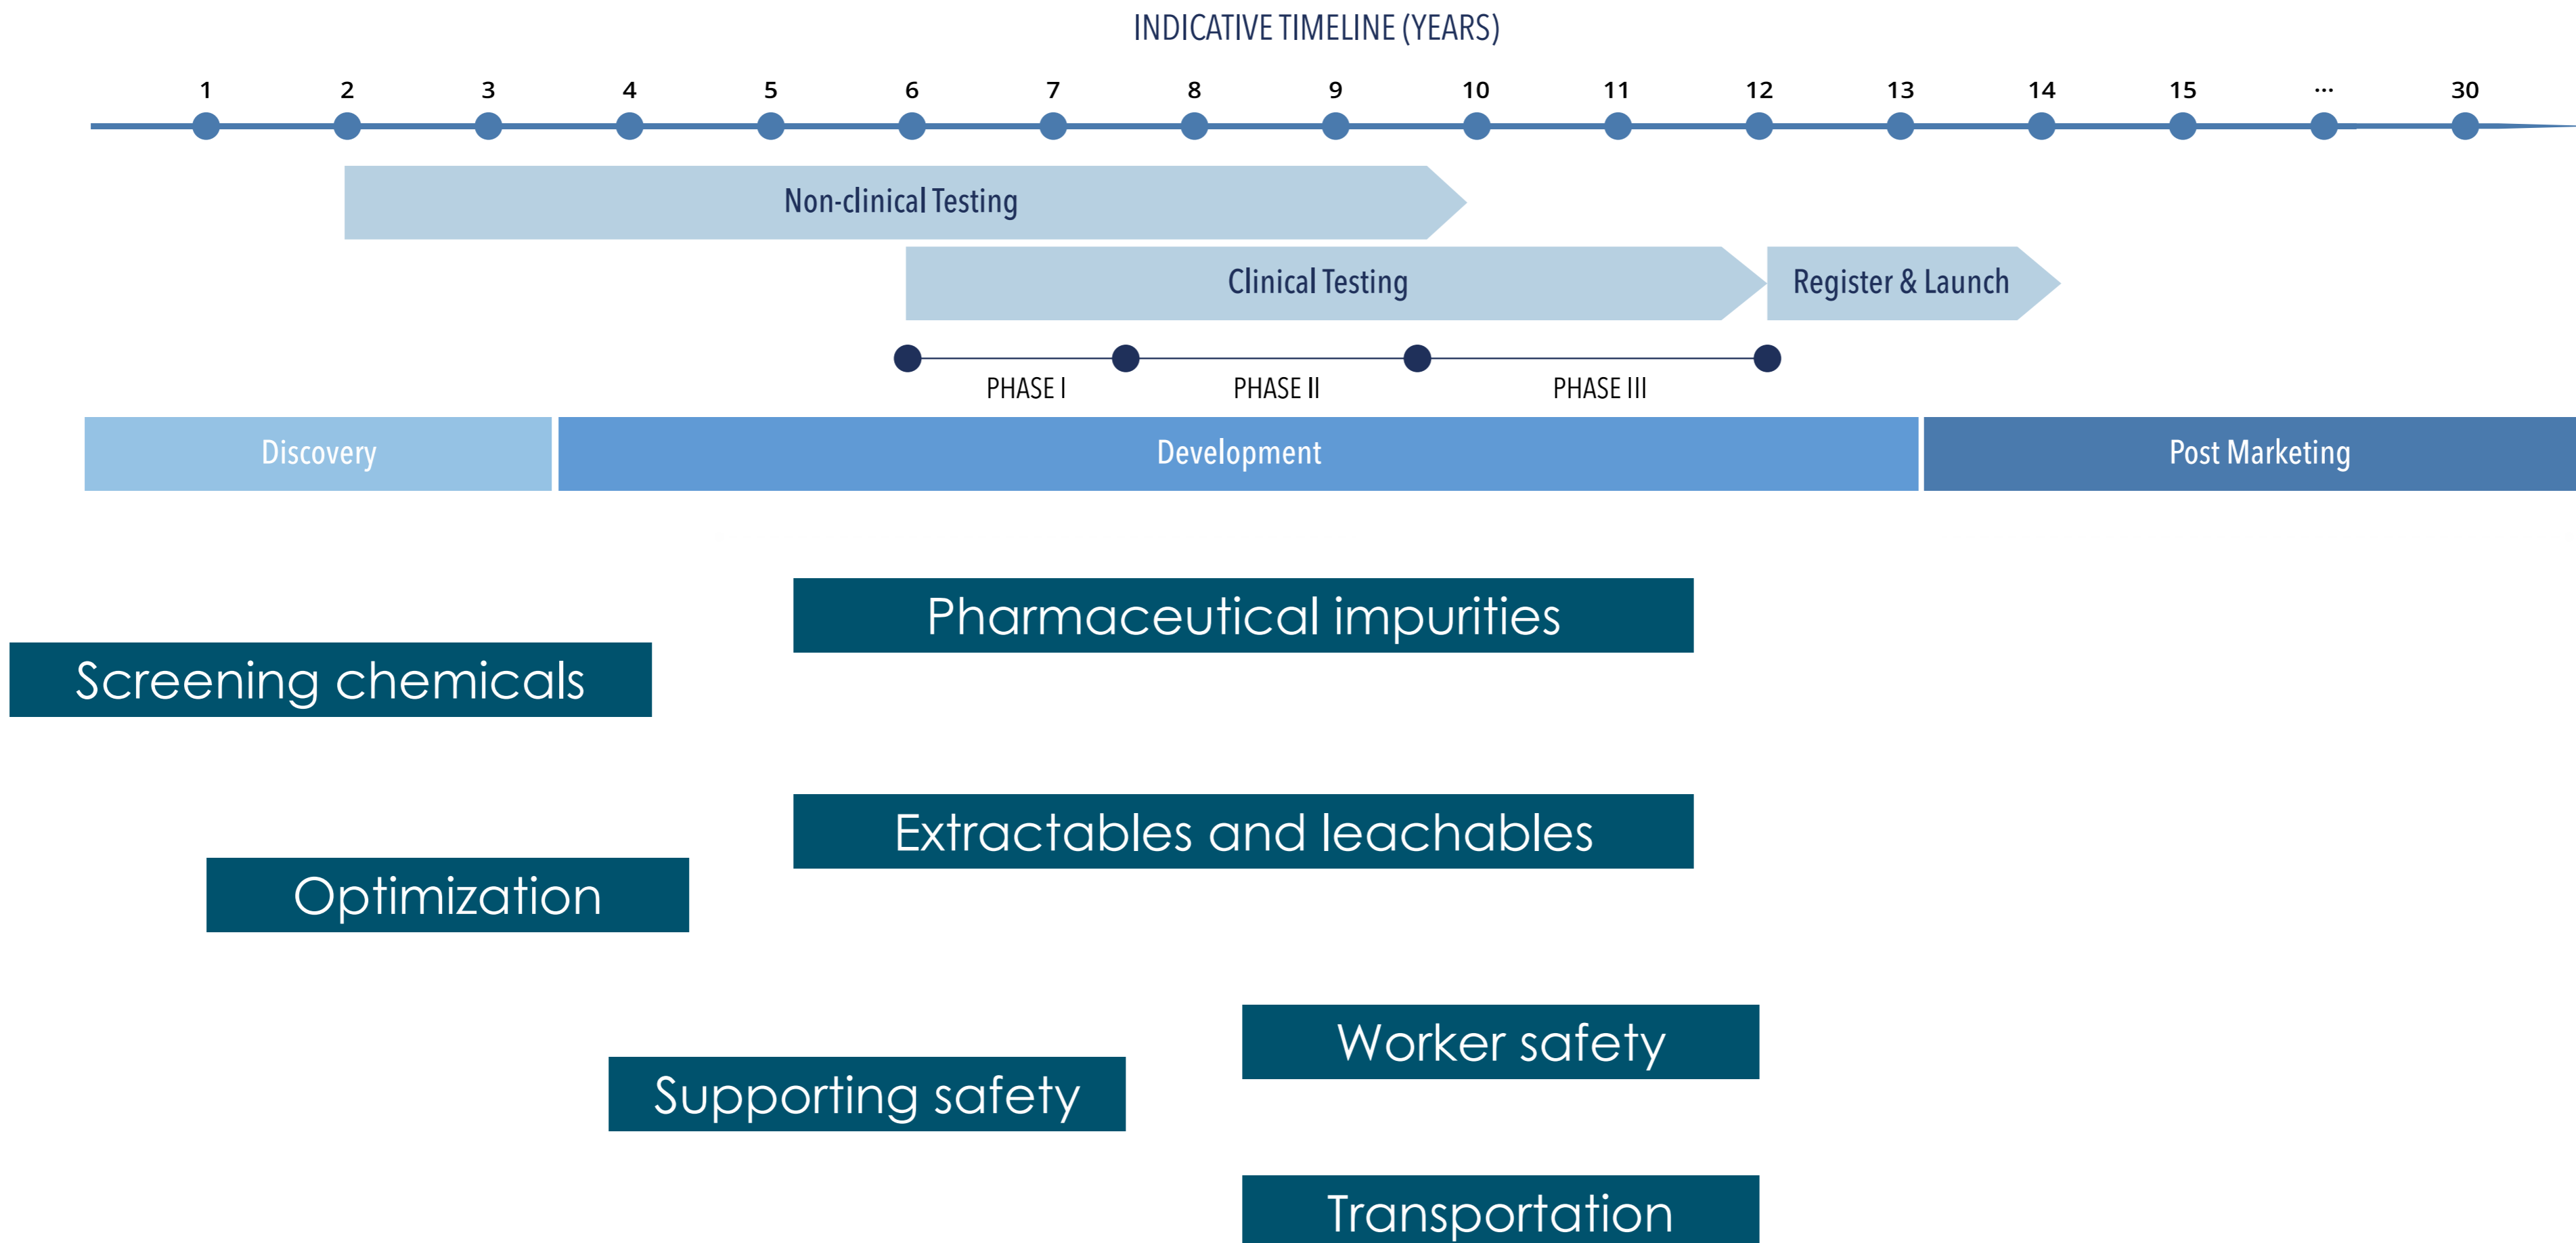 INDICATIVE TIMELINE (YEARS)
1 2 3 4 5 6 7 8 9 10 11 12 13 14 15 ... 30
Non-clinical Testing
Clinical Testing
Register & Launch
PHASE I
PHASE II
PHASE III
Discovery
Development
Post Marketing
Pharmaceutical impurities
Screening chemicals
Extractables and leachables
Optimization
Worker safety
Supporting safety
Transportation